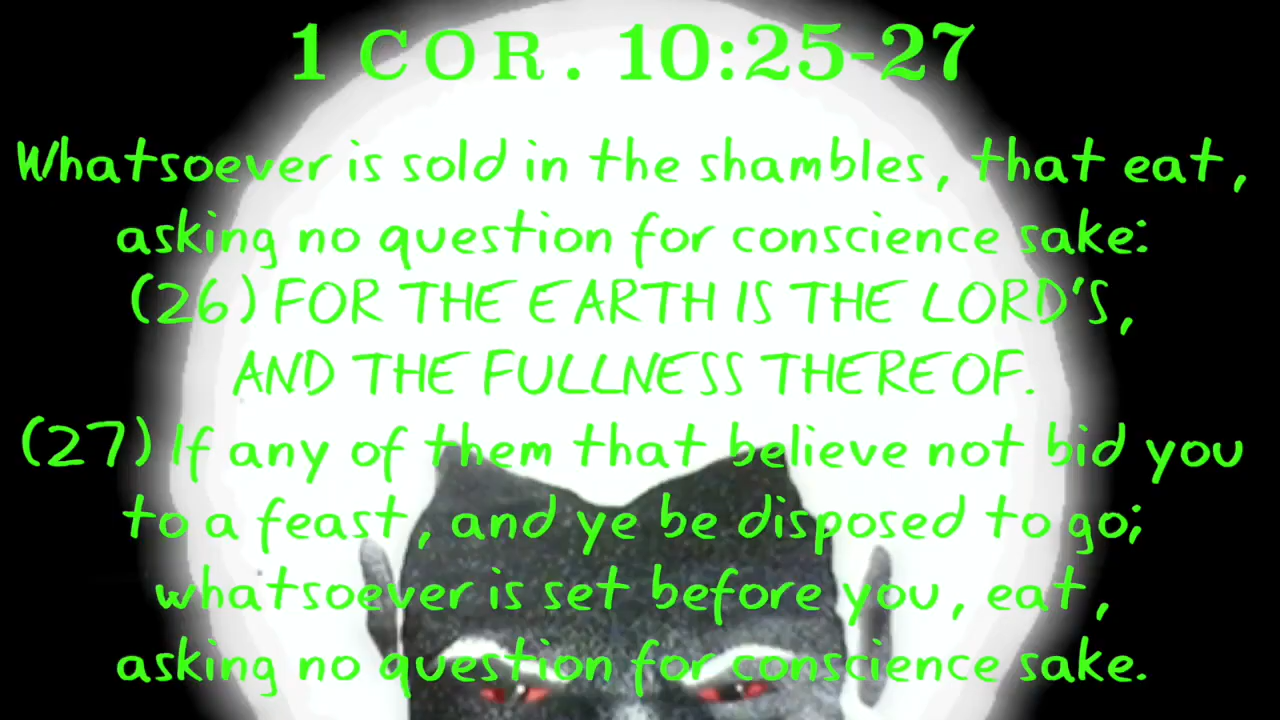 1 COR. 10:25-27
Whatsoever is sold in the shambles, that eat,
asking no question for conscience sake:
(26) FOR THE EARTH IS THE LORD'S,
AND THE FULLNESS THEREOF.
(27) If any of them that believe not bid you
to a feast, and ye be disposed to go;
whatsoever is set before you, eat,
asking no question for conscience sake.